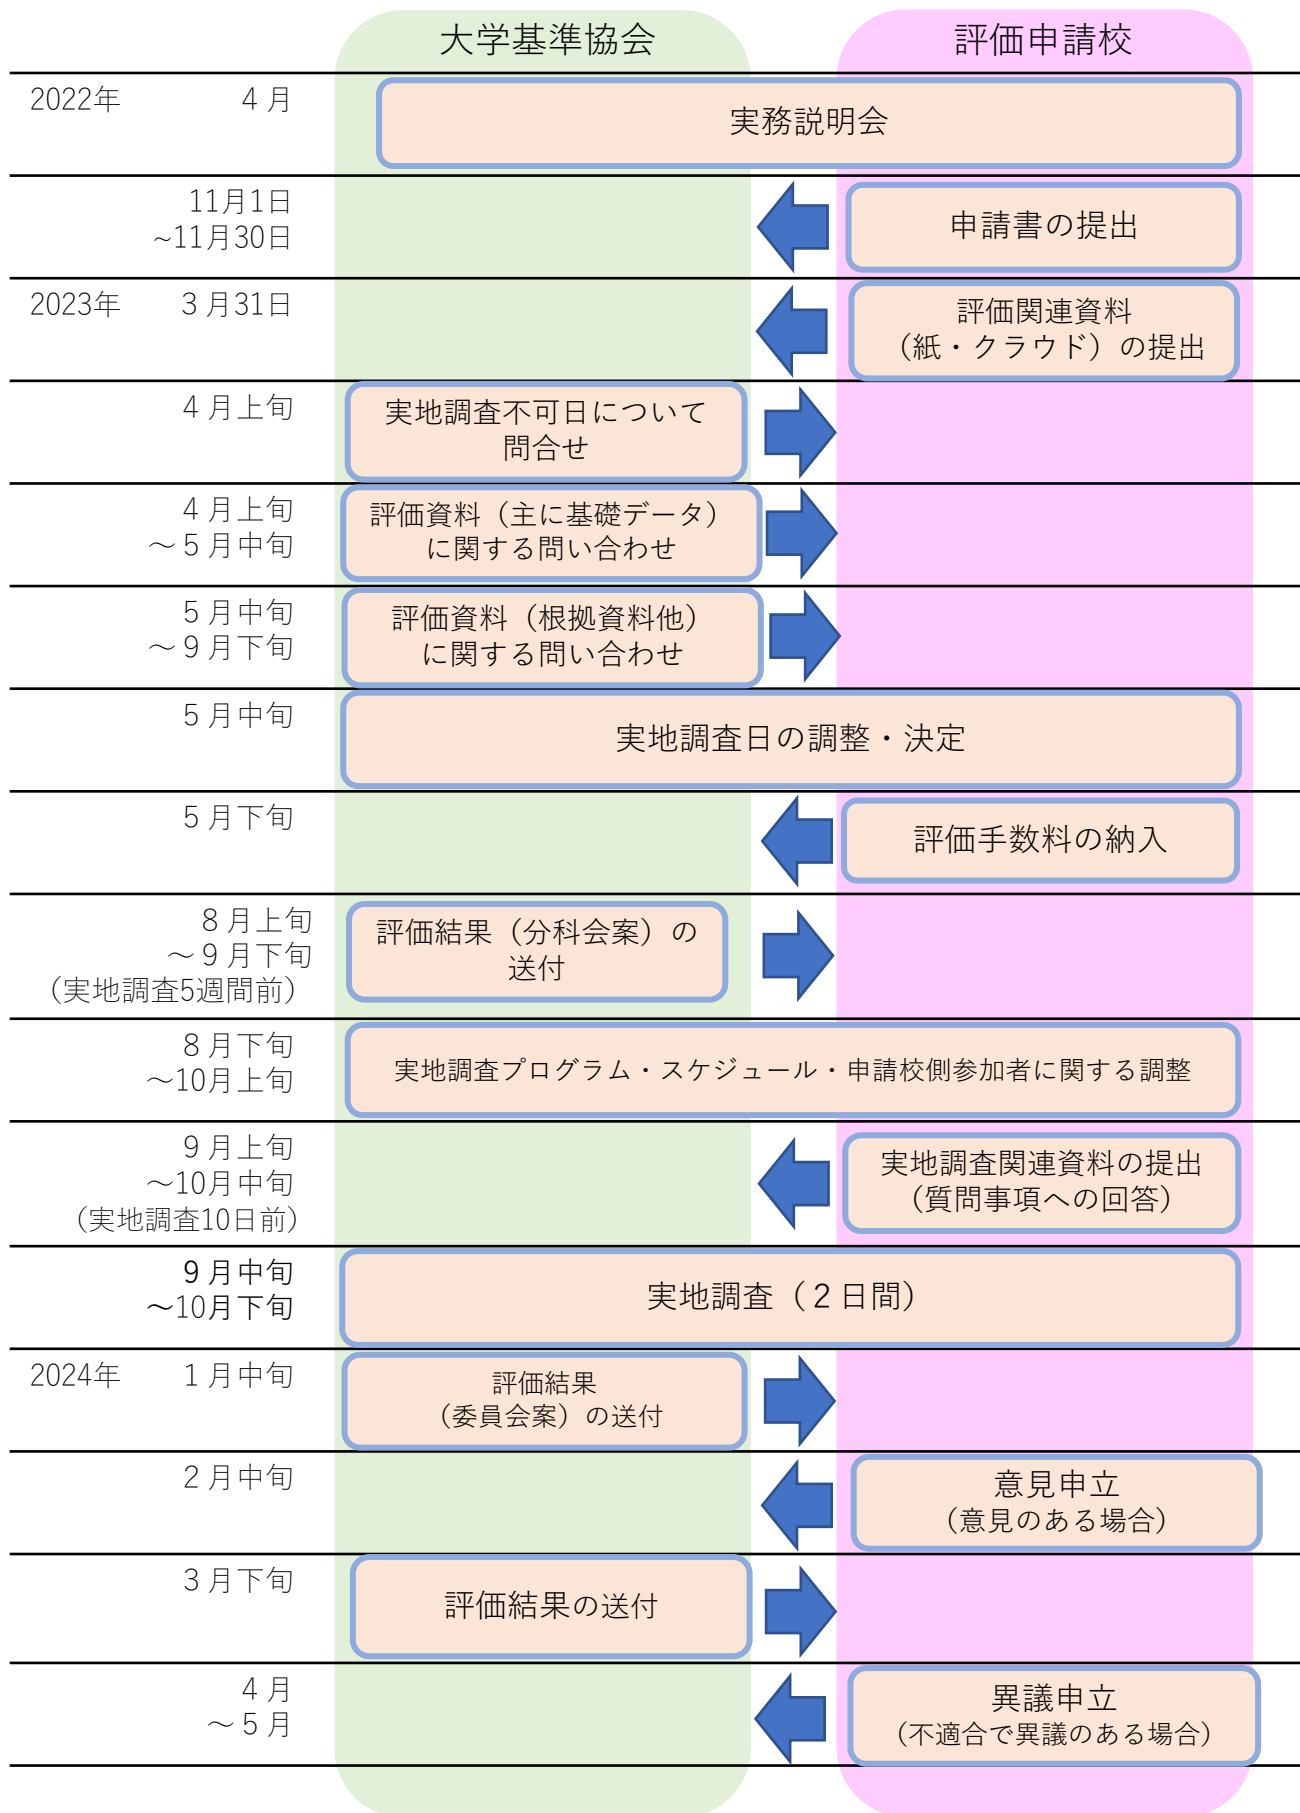 大学基準協会
評価申請校
2022年 4月
実務説明会
11月1日
~11月30日
申請書の提出
2023年 3月31日
評価関連資料
（紙・クラウド）の提出
4月上旬
実地調査不可日について
問合せ
4月上旬
～5月中旬
評価資料（主に基礎データ）
に関する問い合わせ
5月中旬
～9月下旬
評価資料（根拠資料他）
に関する問い合わせ
5月中旬
実地調査日の調整・決定
5月下旬
評価手数料の納入
8月上旬
～9月下旬
（実地調査5週間前）
評価結果（分科会案）の
送付
8月下旬
～10月上旬
実地調査プログラム・スケジュール・申請校側参加者に関する調整
9月上旬
～10月中旬
（実地調査10日前）
実地調査関連資料の提出
（質問事項への回答）
9月中旬
～10月下旬
実地調査（2日間）
2024年 1月中旬
評価結果
（委員会案）の送付
2月中旬
意見申立
（意見のある場合）
3月下旬
評価結果の送付
4月
～5月
異議申立
（不適合で異議のある場合）